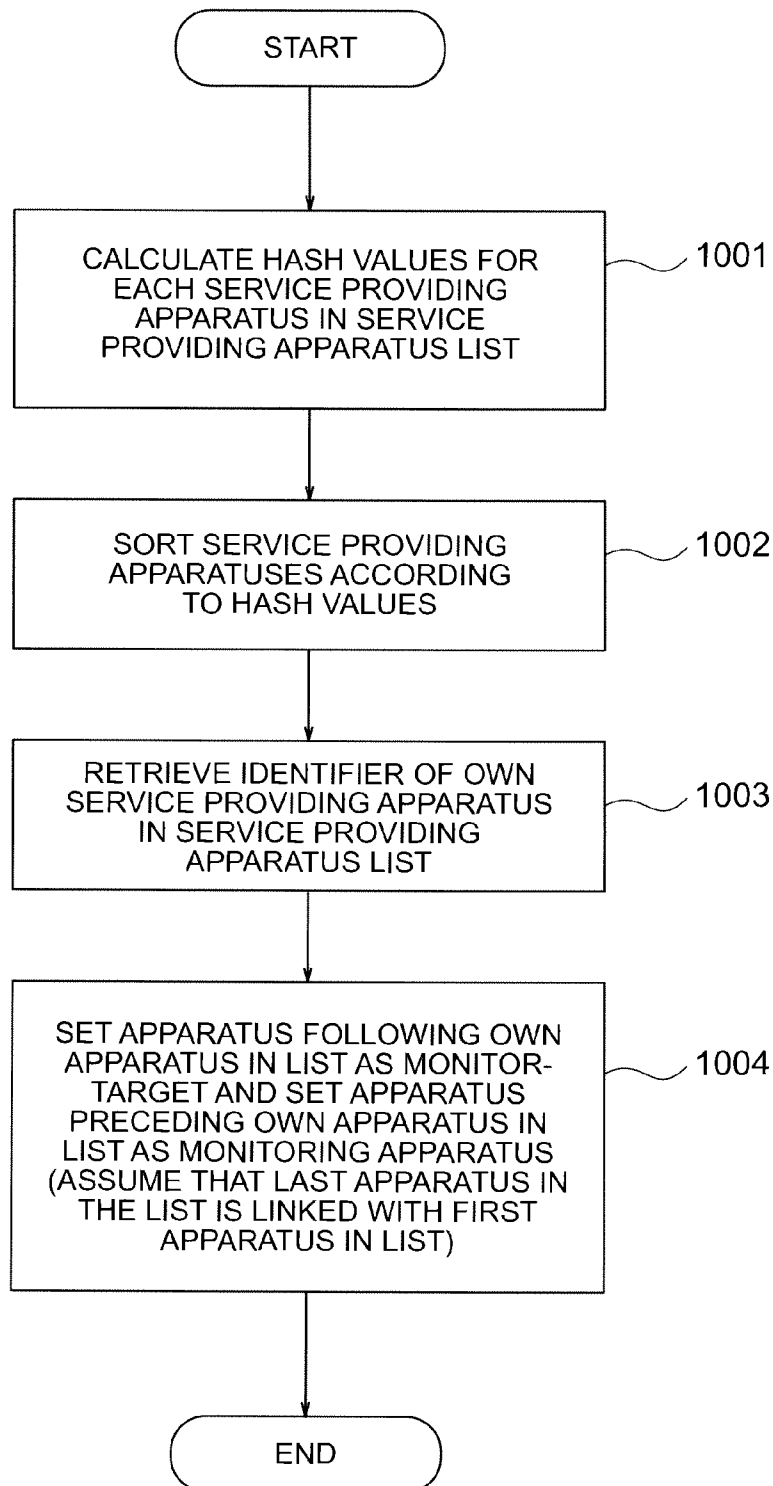 START
CALCULATE HASH VALUES FOR
EACH SERVICE PROVIDING
APPARATUS IN SERVICE
PROVIDING APPARATUS LIST
1001
SORT SERVICE PROVIDING
APPARATUSES ACCORDING
TO HASH VALUES
1002
RETRIEVE IDENTIFIER OF OWN
SERVICE PROVIDING APPARATUS
IN SERVICE PROVIDING
APPARATUS LIST
1003
SET APPARATUS FOLLOWING OWN
APPARATUS IN LIST AS MONITOR-
TARGET AND SET APPARATUS
PRECEDING OWN APPARATUS IN
LIST AS MONITORING APPARATUS
(ASSUME THAT LAST APPARATUS IN
THE LIST IS LINKED WITH FIRST
APPARATUS IN LIST)
1004
END